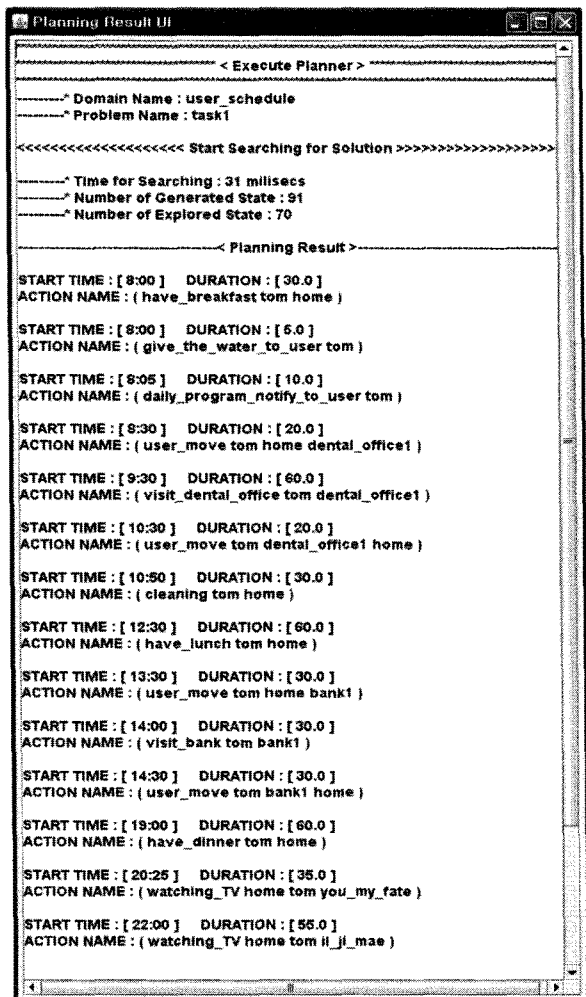 Planning Result UI
< Execute Planner >
---------* Domain Name : user_schedule
---------* Problem Name : task1
<<<<<<<<<<<<<<<<<<< Start Searching for Solution >>>>>>>>>>>>>>>>>>>
---------* Time for Searching : 31 milisecs
---------* Number of Generated State : 91
---------* Number of Explored State : 70
-----------------------------< Planning Result >-----------------------------
START TIME : [ 8:00 ] DURATION : [ 30.0 ]
ACTION NAME : ( have_breakfast tom home )
START TIME : [ 8:00 ] DURATION : [ 5.0 ]
ACTION NAME : ( give_the_water_to_user tom )
START TIME : [ 8:05 ] DURATION : [ 10.0 ]
ACTION NAME : ( daily_program_notify_to_user tom )
START TIME : [ 8:30 ] DURATION : [ 20.0 ]
ACTION NAME : ( user_move tom home dental_office1 )
START TIME : [ 9:30 ] DURATION : [ 60.0 ]
ACTION NAME : ( visit_dental_office tom dental_office1 )
START TIME : [ 10:30 ] DURATION : [ 20.0 ]
ACTION NAME : ( user_move tom dental_office1 home )
START TIME : [ 10:50 ] DURATION : [ 30.0 ]
ACTION NAME : ( cleaning tom home )
START TIME : [ 12:30 ] DURATION : [ 60.0 ]
ACTION NAME : ( have_lunch tom home )
START TIME : [ 13:30 ] DURATION : [ 30.0 ]
ACTION NAME : ( user_move tom home bank1 )
START TIME : [ 14:00 ] DURATION : [ 30.0 ]
ACTION NAME : ( visit_bank tom bank1 )
START TIME : [ 14:30 ] DURATION : [ 30.0 ]
ACTION NAME : ( user_move tom bank1 home )
START TIME : [ 19:00 ] DURATION : [ 60.0 ]
ACTION NAME : ( have_dinner tom home )
START TIME : [ 20:25 ] DURATION : [ 35.0 ]
ACTION NAME : ( watching_TV home tom you_my_fate )
START TIME : [ 22:00 ] DURATION : [ 55.0 ]
ACTION NAME : ( watching_TV home tom il_ji_mae )